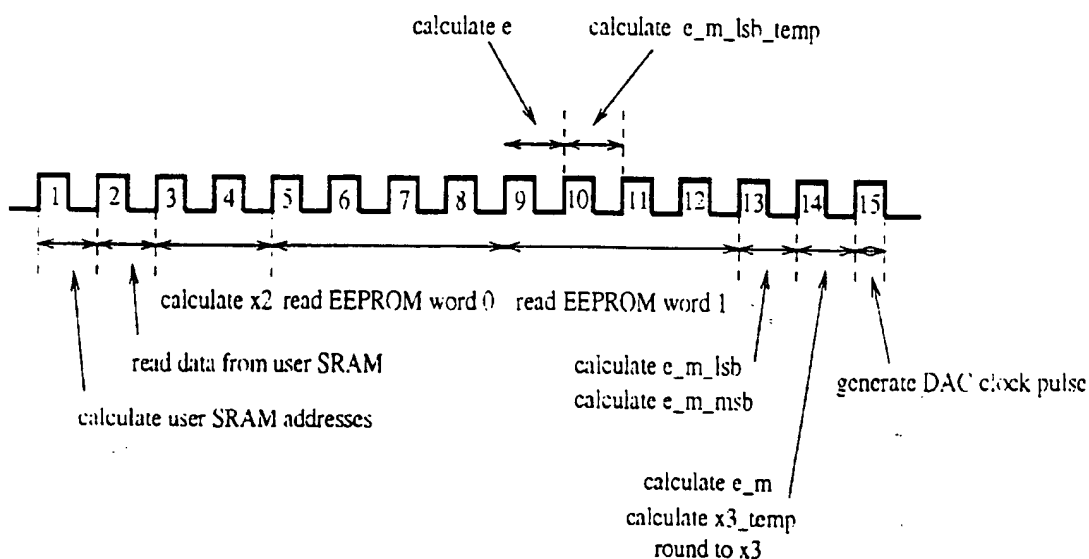 calculate e
calculate e_m_lsb_temp
1 2 3 4 5 6 7 8 9 10 11 12 13 14 15
calculate x2 read EEPROM word 0 read EEPROM word 1
read data from user SRAM
calculate user SRAM addresses
calculate e_m_lsb
calculate e_m_msb
generate DAC clock pulse
calculate e_m
calculate x3_temp
round to x3